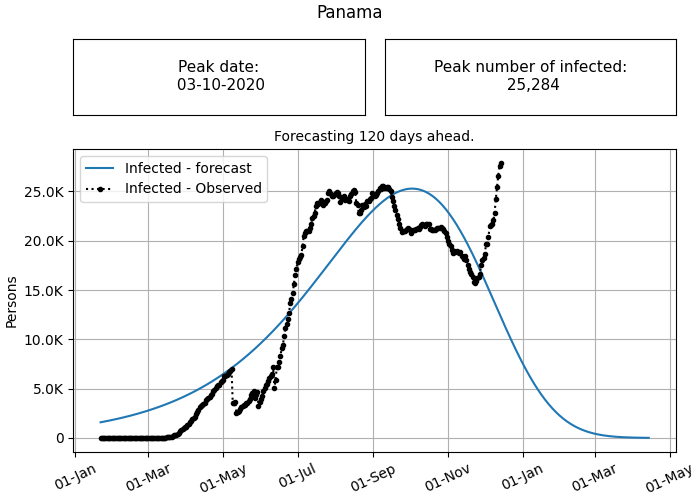 Panama
Peak date:
03-10-2020
Peak number of infected:
25,284
Forecasting 120 days ahead.
Infected - forecast
Infected - Observed
Persons
25.0K
20.0K
15.0K
10.0K
5.0K
0
01-Jan
01-Mar
01-May
01-Jul
01-Sep
01-Nov
01-Jan
01-Mar
01-May